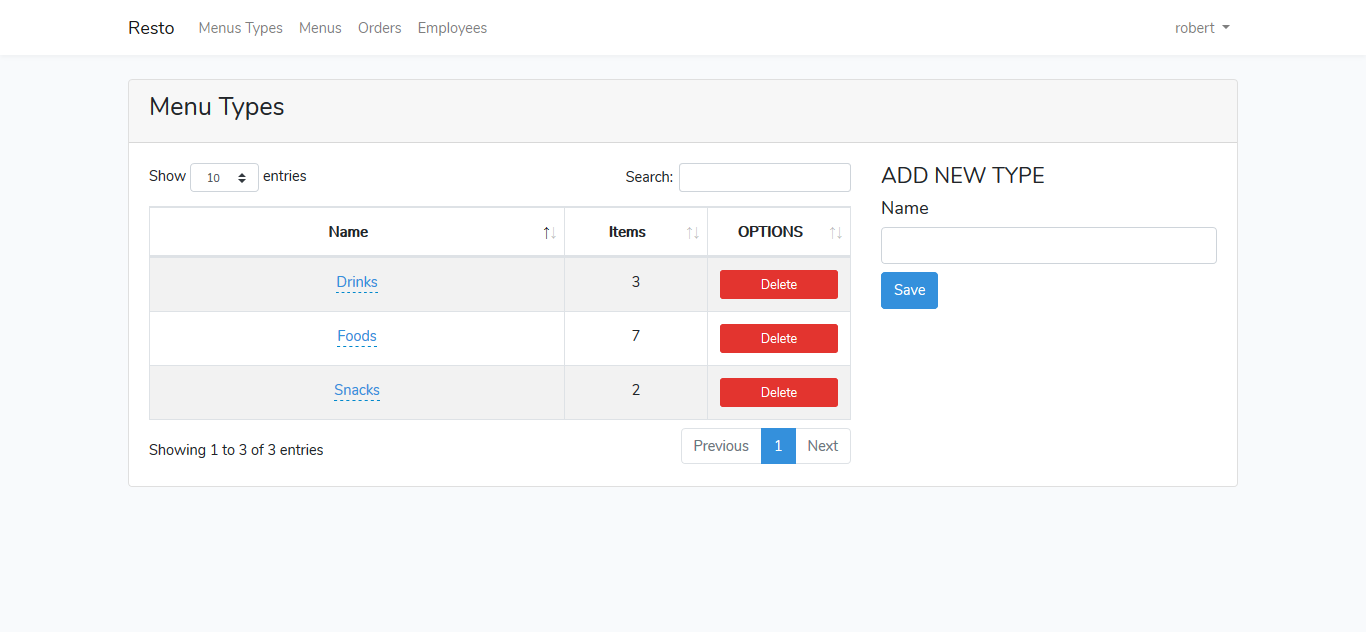 Resto Menus Types Menus Orders Employees robert
Menu Types
Show 10 entries Search:
Name Items OPTIONS
Drinks 3 Delete
Foods 7 Delete
Snacks 2 Delete
Showing 1 to 3 of 3 entries Previous 1 Next
ADD NEW TYPE
Name
Save